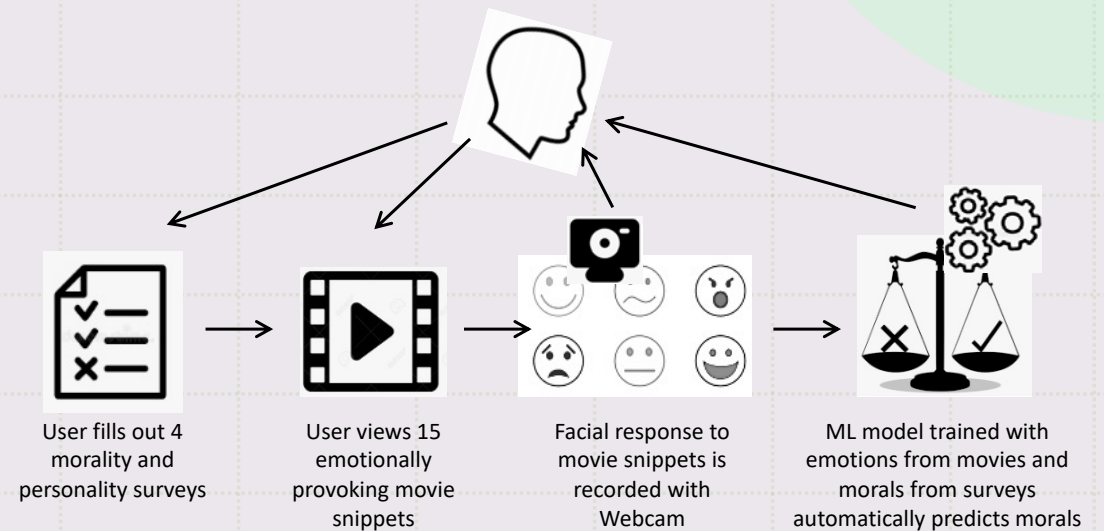 User fills out 4
morality and
personality surveys
User views 15
emotionally
provoking movie
snippets
Facial response to
movie snippets is
recorded with
Webcam
ML model trained with
emotions from movies and
morals from surveys
automatically predicts morals